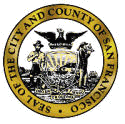 SEAL OF THE CITY AND COUNTY OF SAN FRANCISCO